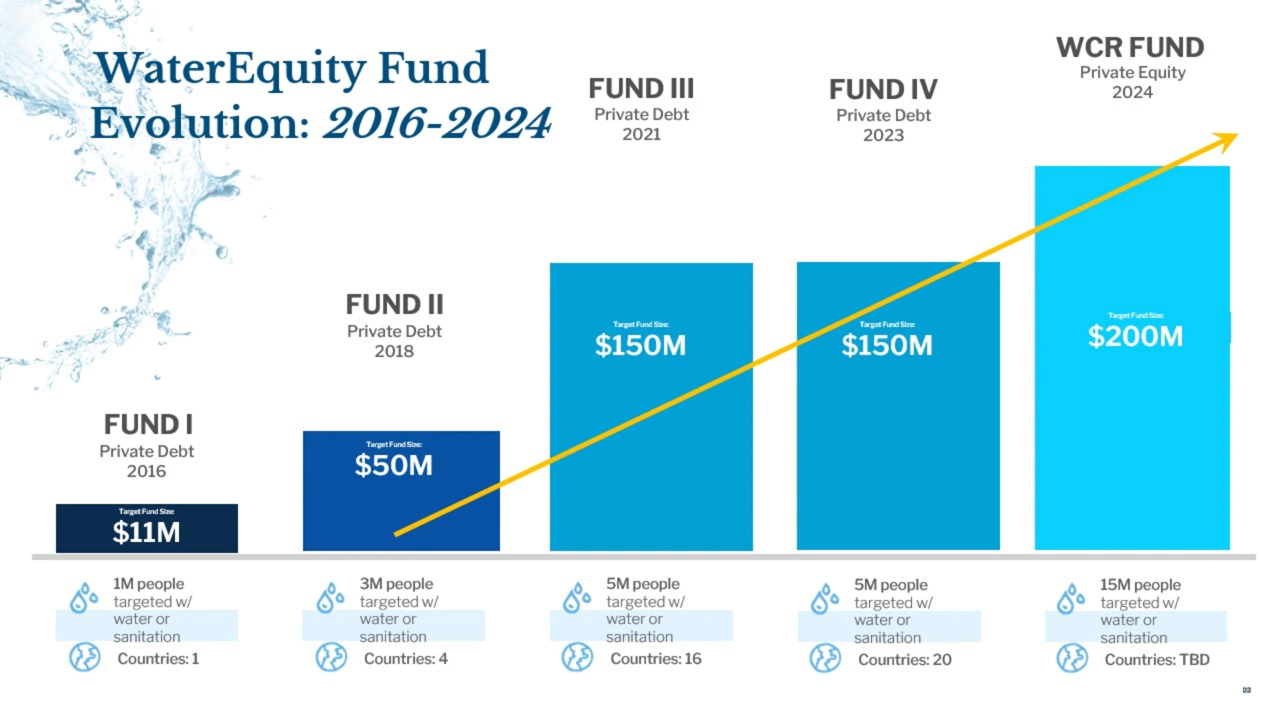 WaterEquity Fund
Evolution: 2016-2024
FUND I
Private Debt
2016
Target Fund Size:
$11M
1M people
targeted w/
water or
sanitation
Countries: 1
FUND II
Private Debt
2018
Target Fund Size:
$50M
3M people
targeted w/
water or
sanitation
Countries: 4
FUND III
Private Debt
2021
Target Fund Size:
$150M
5M people
targeted w/
water or
sanitation
Countries: 16
FUND IV
Private Debt
2023
Target Fund Size:
$150M
5M people
targeted w/
water or
sanitation
Countries: 20
WCR FUND
Private Equity
2024
Target Fund Size:
$200M
15M people
targeted w/
water or
sanitation
Countries: TBD
03